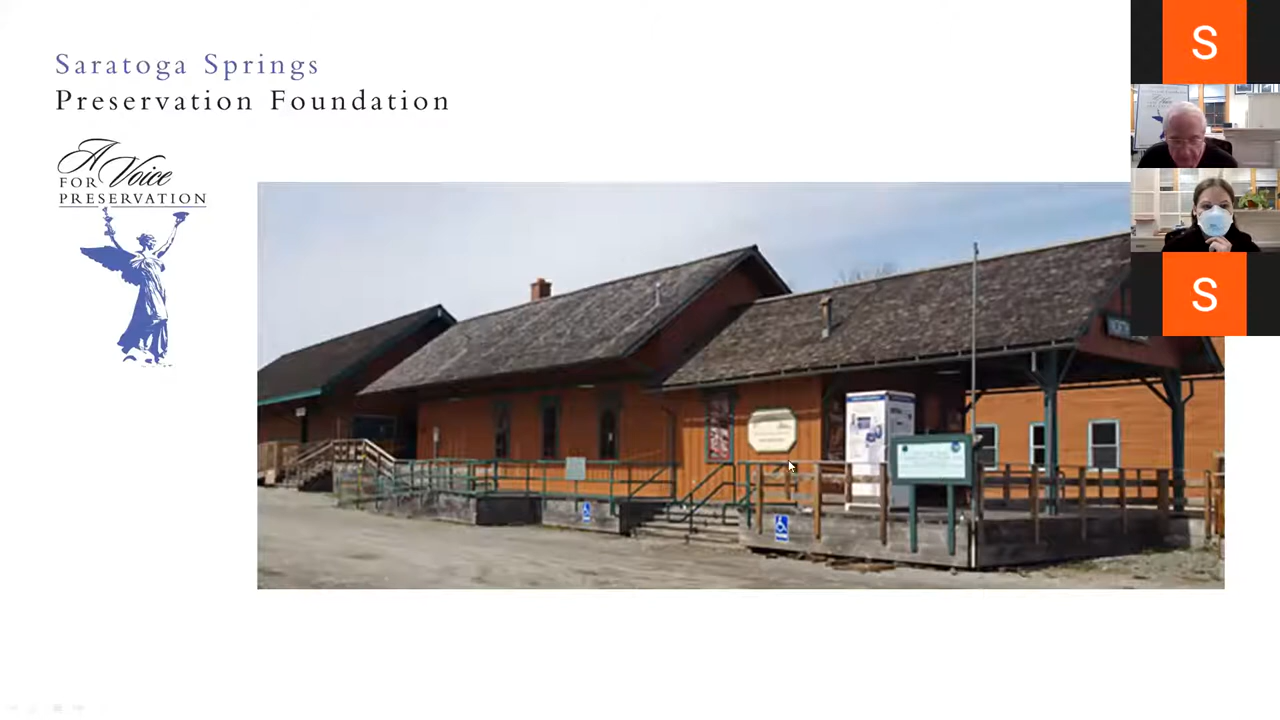 Saratoga Springs
Preservation Foundation
A Voice
FOR
PRESERVATION
S
S